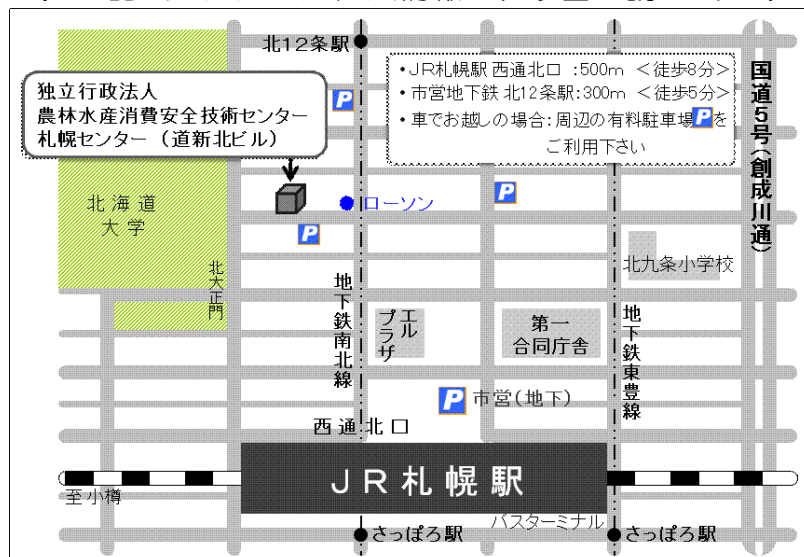 北12条駅
独立行政法人
農林水産消費安全技術センター
札幌センター (道新北ビル)
・JR札幌駅 西通北口 :500m <徒歩8分>
・市営地下鉄 北12条駅:300m <徒歩5分>
・車でお越しの場合:周辺の有料駐車場Pを
ご利用下さい
国道5号(創成川通)
P
P
ローソン
P
北海道
大学
北大正門
地下鉄南北線
エル
プラザ
第一
合同庁舎
北九条小学校
地下鉄東豊線
P 市営(地下)
西通北口
JR札幌駅
至小樽
バスターミナル
さっぽろ駅
さっぽろ駅